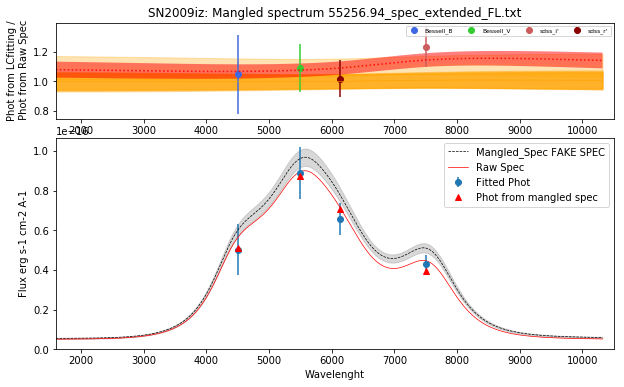 SN2009iz: Mangled spectrum 55256.94_spec_extended_FL.txt
Phot from LCfitting /
Phot from Raw Spec
Bessell_B Bessell_V sdss_i' sdss_r'
1.2
1.0
0.8
2000 3000 4000 5000 6000 7000 8000 9000 10000
1e−16
Flux erg s-1 cm-2 A-1
1.0
0.8
0.6
0.4
0.2
0.0
Mangled_Spec FAKE SPEC
Raw Spec
Fitted Phot
Phot from mangled spec
2000 3000 4000 5000 6000 7000 8000 9000 10000
Wavelenght